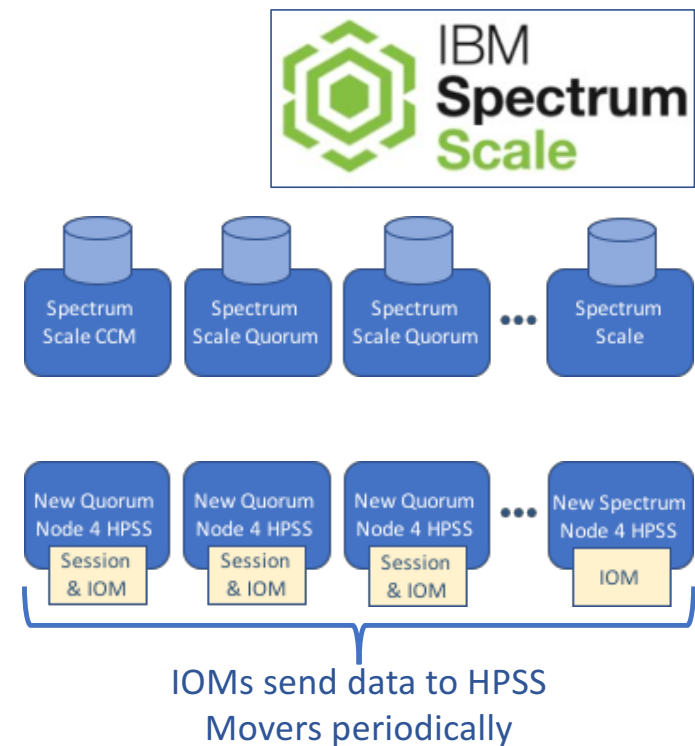 IBM
Spectrum
Scale
Spectrum
Scale CCM
Spectrum
Scale Quorum
Spectrum
Scale Quorum
•••
Spectrum
Scale
New Quorum
Node 4 HPSS
Session
& IOM
New Quorum
Node 4 HPSS
Session
& IOM
New Quorum
Node 4 HPSS
Session
& IOM
•••
New Spectrum
Node 4 HPSS
IOM
IOMs send data to HPSS
Movers periodically